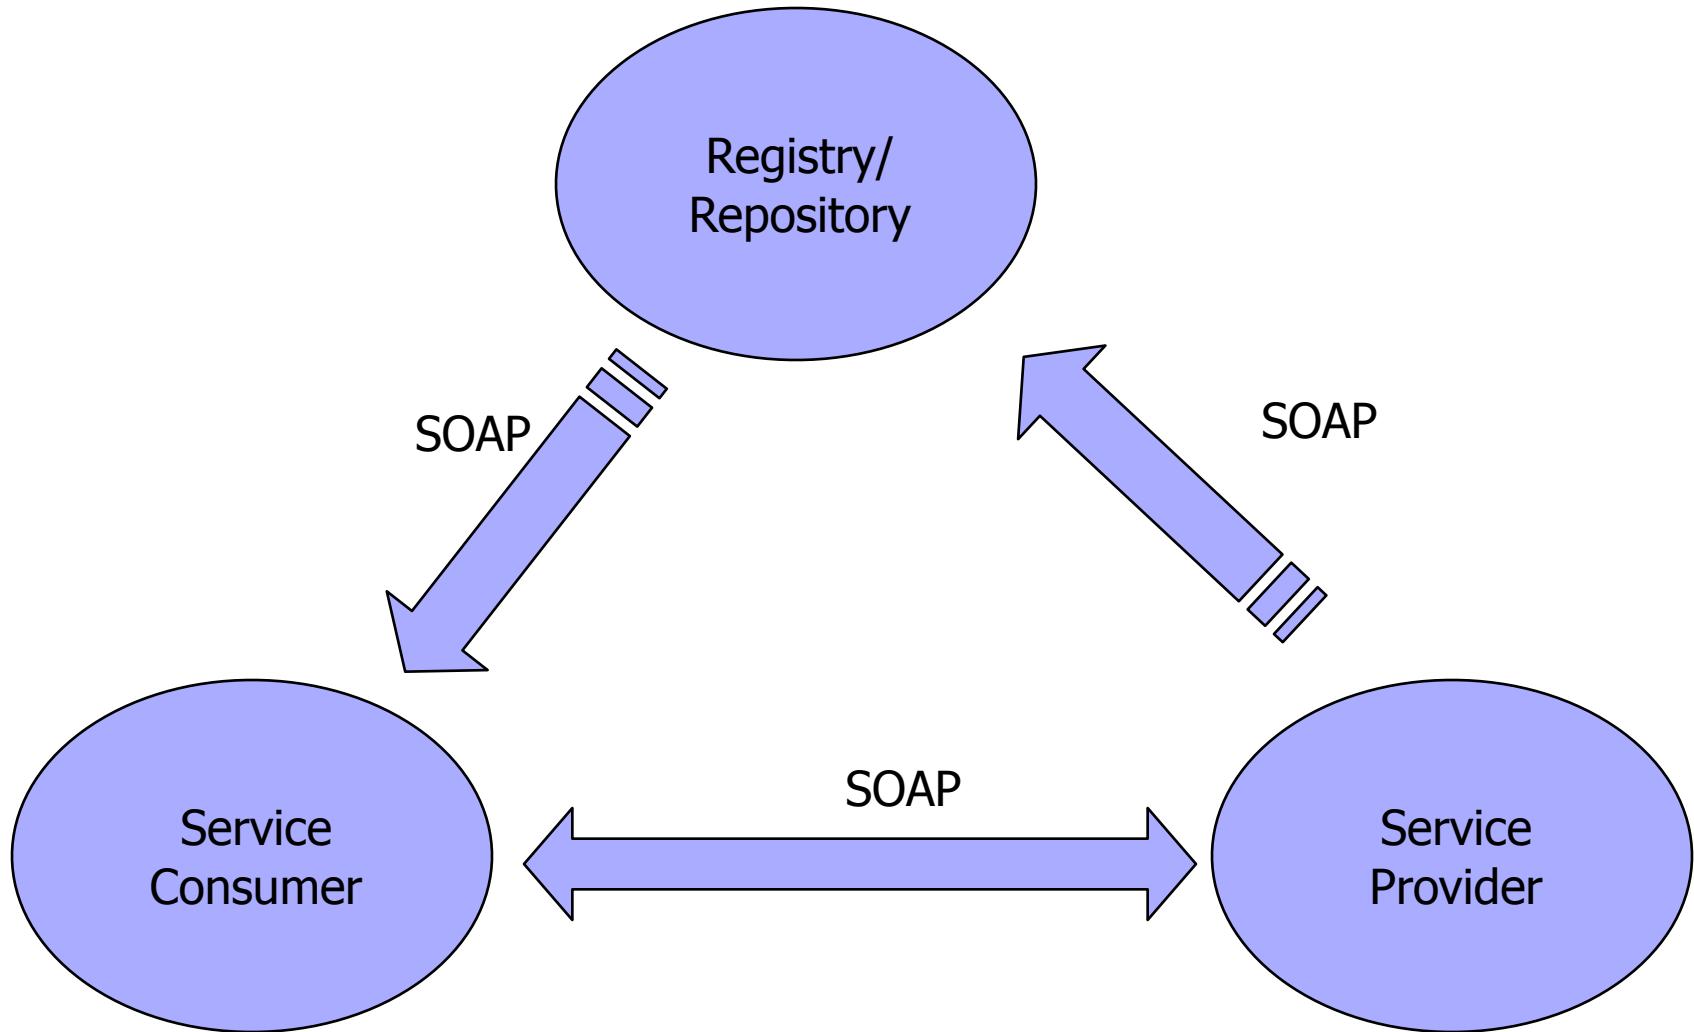 Registry/
Repository
SOAP
SOAP
SOAP
Service
Consumer
Service
Provider